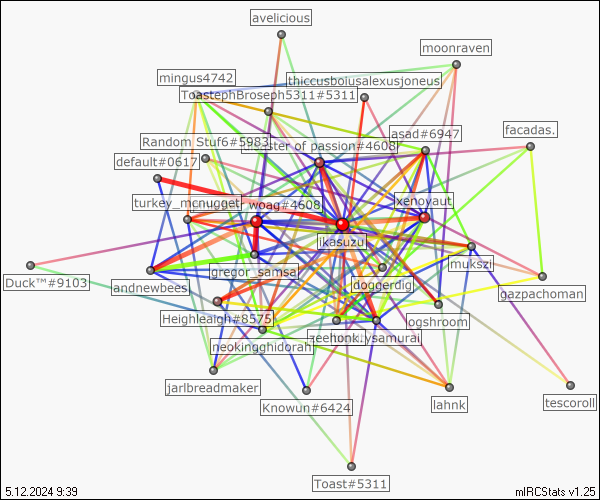 avelicious
moonraven
mingus4742
thiccusboiusalexusjoneus
ToastephBroseph5311#5311
asad#6947
facadas.
Random Stuf6#5983
ster of passion#4608
default#0617
turkey_mcnugget
woag#4608
xenoyaut
ikasuzu
gregor_samsa
mukszi
Duck™#9103
andnewbees
doggerdig
gazpachoman
Heighleaigh#8575
ogshroom
neokingghidorah
zeehonk
ysamurai
jarlbreadmaker
Knowun#6424
lahnk
tescoroll
Toast#5311
5.12.2024 9:39
mIRCStats v1.25